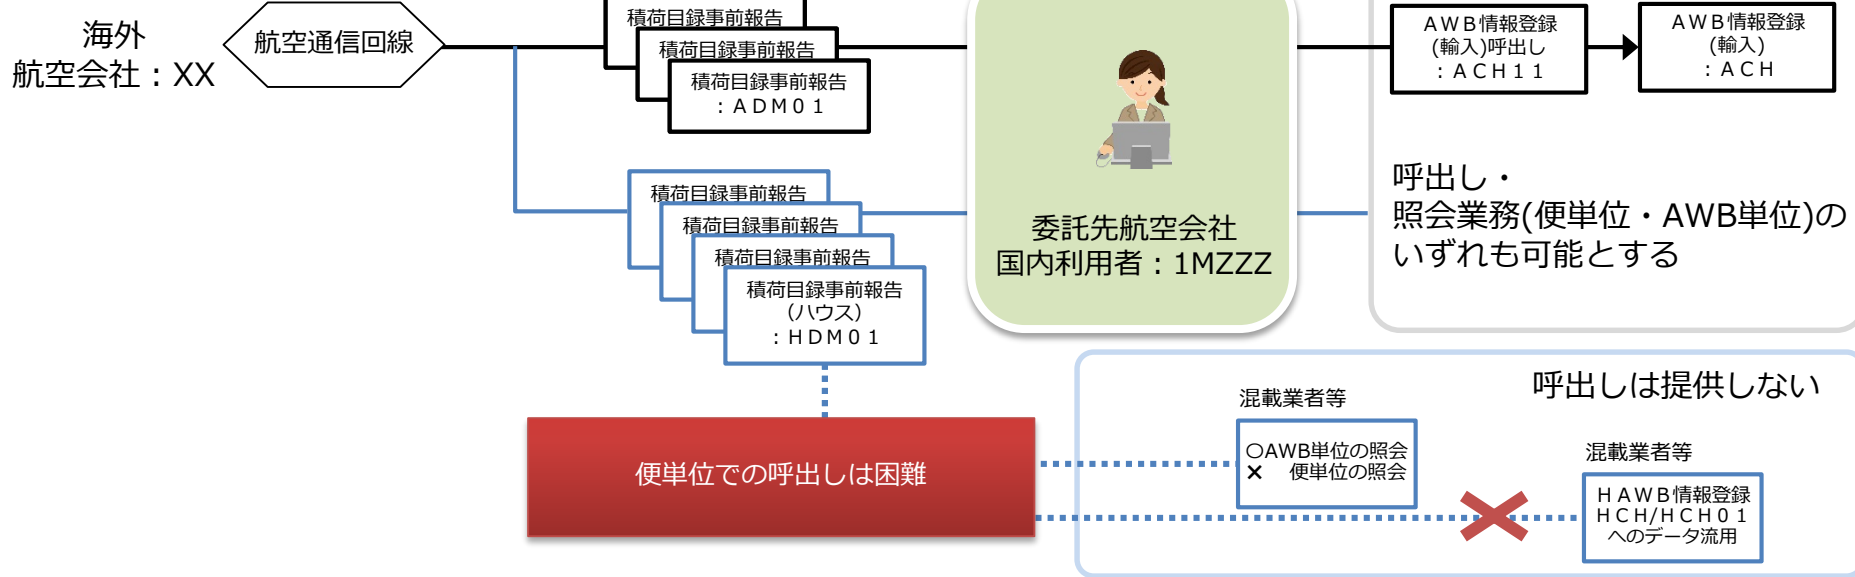 海外
航空会社：XX
航空通信回線
積荷目録事前報告
積荷目録事前報告
積荷目録事前報告
：ＡＤＭ０１
積荷目録事前報告
積荷目録事前報告
積荷目録事前報告
積荷目録事前報告
（ハウス）
：ＨＤＭ０１
委託先航空会社
国内利用者：1MZZZ
ＡＷＢ情報登録
(輸入)呼出し
：ＡＣＨ１１
ＡＷＢ情報登録
(輸入)
：ＡＣＨ
呼出し・
照会業務(便単位・AWB単位)の
いずれも可能とする
便単位での呼出しは困難
呼出しは提供しない
混載業者等
〇AWB単位の照会
× 便単位の照会
混載業者等
ＨＡＷＢ情報登録
ＨＣＨ/ＨＣＨ０１
へのデータ流用